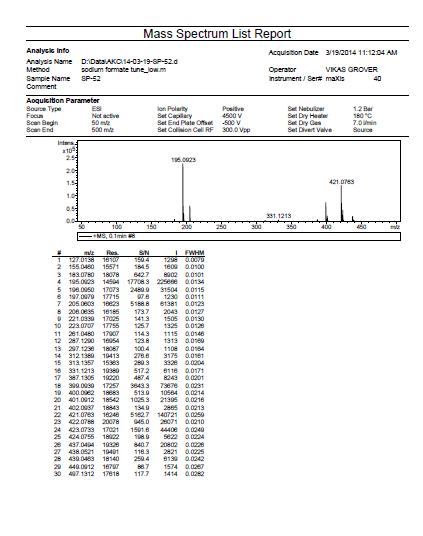 Mass Spectrum List Report
Analysis Info
Acquisition Date 3/19/2014 11:12:04 AM
Analysis Name D:\Data\AKC\14-03-19-SP-52.d
Method sodium formate tune_low.m Operator VIKAS GROVER
Sample Name SP-52 Instrument / Ser# maXis 40
Comment
Acquisition Parameter
Source Type ESI Ion Polarity Positive Set Nebulizer 1.2 Bar
Focus Not active Set Capillary 4500 V Set Dry Heater 180 °C
Scan Begin 50 m/z Set End Plate Offset -500 V Set Dry Gas 7.0 l/min
Scan End 500 m/z Set Collision Cell RF 300.0 Vpp Set Divert Valve Source
Intens.
x10⁵
2.5
2.0
1.5
1.0
0.5
0.0
195.0923
421.0763
331.1213
50 100 150 200 250 300 350 400 450 m/z
+MS, 0.1min #8
# m/z Res. S/N I FWHM
1 127.0138 16107 159.4 1298 0.0079
2 155.0460 15571 184.5 1609 0.0100
3 183.0780 18078 642.7 8902 0.0101
4 195.0923 14594 17708.3 225666 0.0134
5 196.0950 17073 2489.9 31504 0.0115
6 197.0979 17715 97.6 1230 0.0111
7 205.0603 16623 5188.8 61381 0.0123
8 206.0635 16185 173.7 2043 0.0127
9 221.0339 17025 141.3 1505 0.0130
10 223.0707 17755 125.7 1325 0.0126
11 261.0480 17907 114.3 1115 0.0146
12 287.1290 16954 123.8 1313 0.0169
13 297.1236 18087 100.4 1108 0.0164
14 312.1389 19413 276.6 3175 0.0161
15 313.1357 15363 289.3 3326 0.0204
16 331.1213 19389 517.2 6116 0.0171
17 387.1305 19220 487.4 8243 0.0201
18 399.0939 17257 3643.3 73676 0.0231
19 400.0962 18683 513.9 10564 0.0214
20 401.0912 18542 1025.3 21395 0.0216
21 402.0937 18843 134.9 2865 0.0213
22 421.0763 16246 5162.7 140721 0.0259
23 422.0788 20078 945.0 26071 0.0210
24 423.0733 17021 1591.6 44406 0.0249
25 424.0755 18922 198.9 5622 0.0224
26 437.0494 19326 840.7 20802 0.0226
27 438.0521 19491 116.3 2821 0.0225
28 439.0463 18140 259.4 6139 0.0242
29 449.0912 16797 86.7 1574 0.0267
30 497.1312 17618 117.7 1414 0.0282